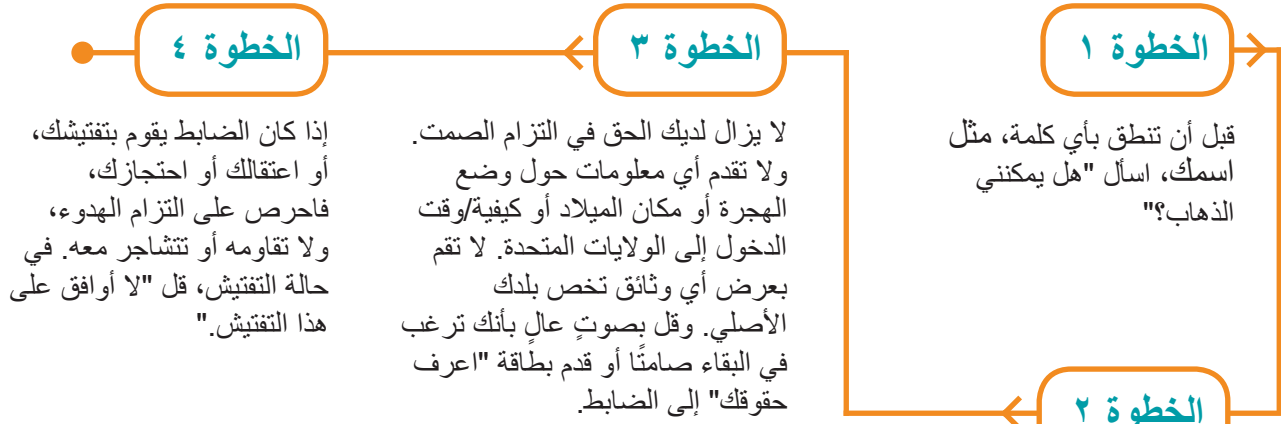 الخطوة ١
قبل أن تنطق بأي كلمة، مثل
اسمك، اسأل "هل يمكنني
الذهاب؟"
الخطوة ٢
الخطوة ٣
لا يزال لديك الحق في التزام الصمت.
ولا تقدم أي معلومات حول وضع
الهجرة أو مكان الميلاد أو كيفية/وقت
الدخول إلى الولايات المتحدة. لا تقم
بعرض أي وثائق تخص بلدك
الأصلي. وقل بصوتٍ عالٍ بأنك ترغب
في البقاء صامتًا أو قدم بطاقة "اعرف
حقوقك" إلى الضابط.
الخطوة ٤
إذا كان الضابط يقوم بتفتيشك،
أو اعتقالك أو احتجازك،
فاحرص على التزام الهدوء،
ولا تقاومه أو تتشاجر معه. في
حالة التفتيش، قل "لا أوافق على
هذا التفتيش."